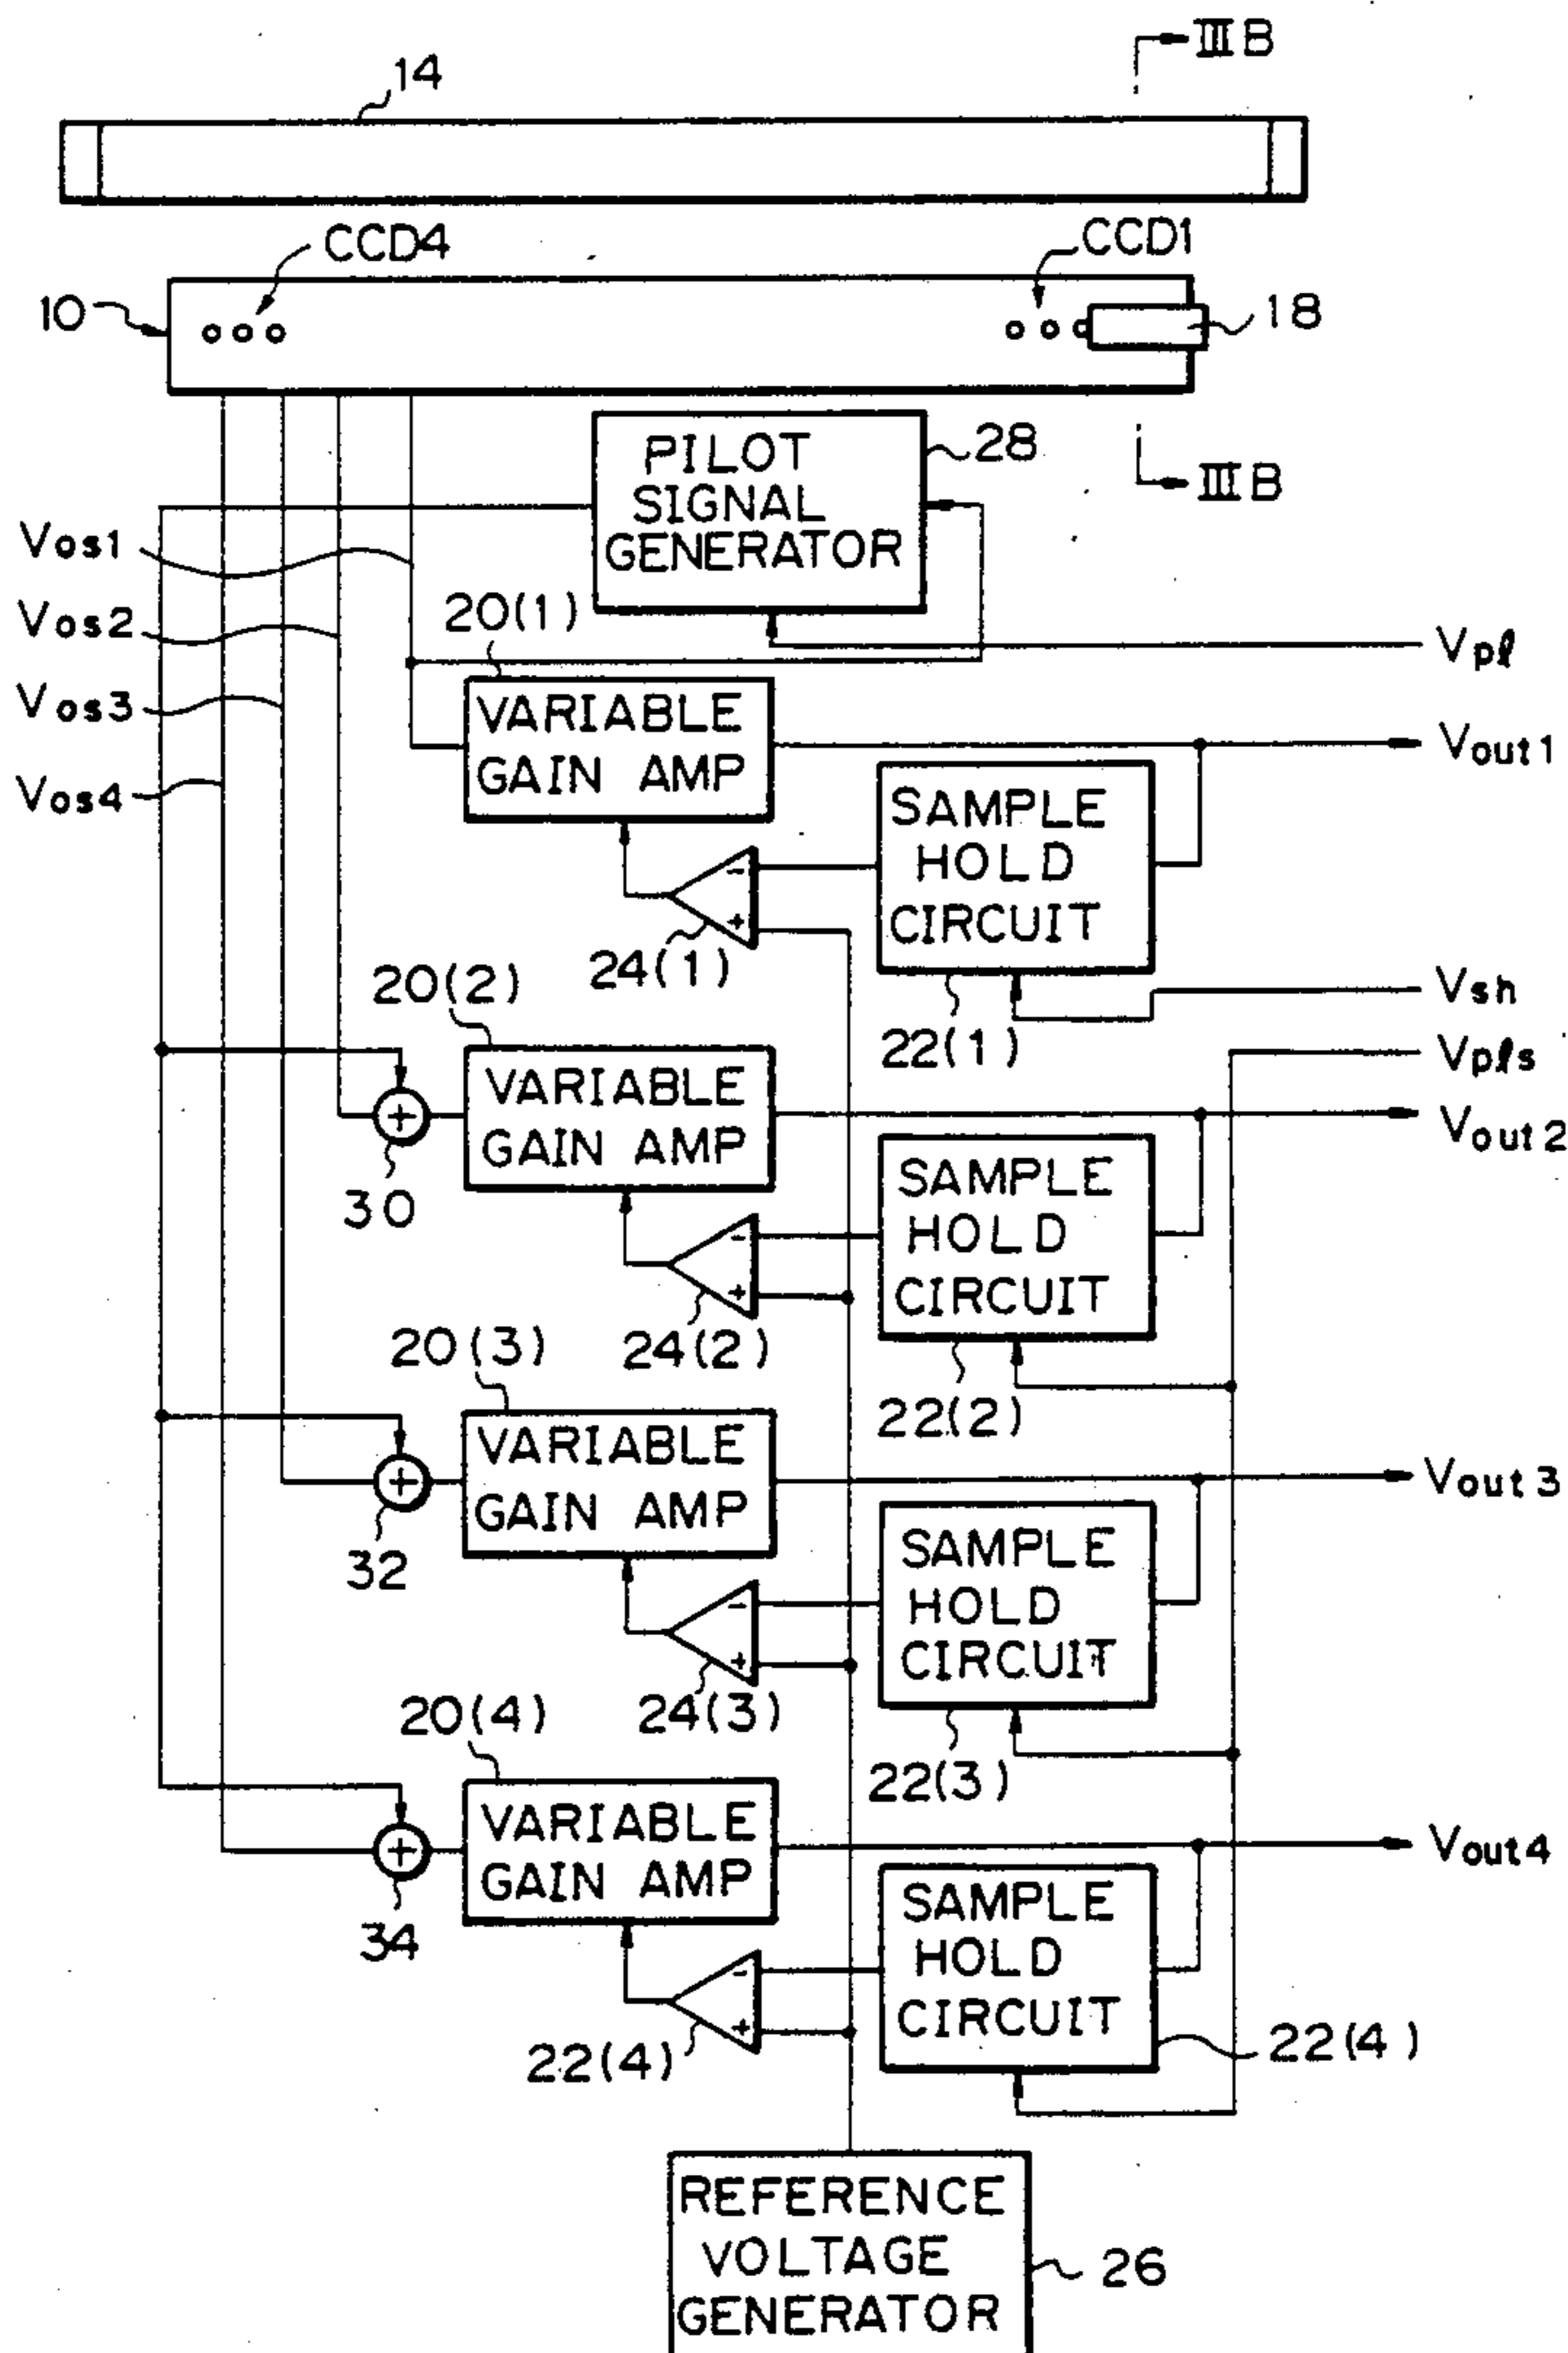 III B
14
CCD4
CCD1
10
18
PILOT
SIGNAL
GENERATOR
28
III B
Vos1
20(1)
Vos2
Vpℓ
Vos3
VARIABLE
GAIN AMP
Vout1
Vos4
SAMPLE
HOLD
CIRCUIT
-
+
24(1)
20(2)
Vsh
22(1)
Vpℓs
VARIABLE
GAIN AMP
+
Vout2
30
SAMPLE
HOLD
CIRCUIT
-
+
24(2)
20(3)
22(2)
VARIABLE
GAIN AMP
+
Vout3
32
SAMPLE
HOLD
CIRCUIT
-
+
24(3)
20(4)
22(3)
VARIABLE
GAIN AMP
+
Vout4
34
SAMPLE
HOLD
CIRCUIT
-
+
22(4)
22(4)
REFERENCE
VOLTAGE
GENERATOR
26